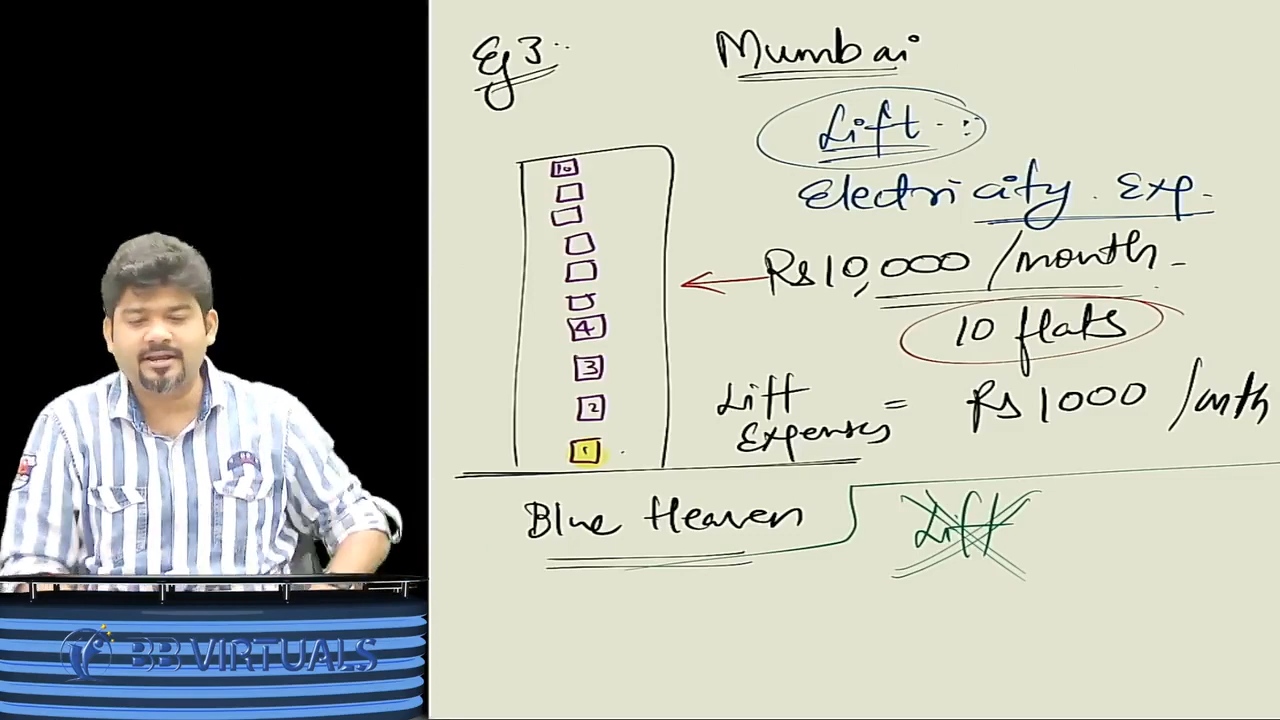 Eg 3..
Mumbai
Lift..:
Electricity. Exp.
Rs 10,000 /month.
10 flats
Lift Expenses = Rs 1000 /mth
10
4
3
2
1
Blue Heaven
Lift
BB VIRTUALS